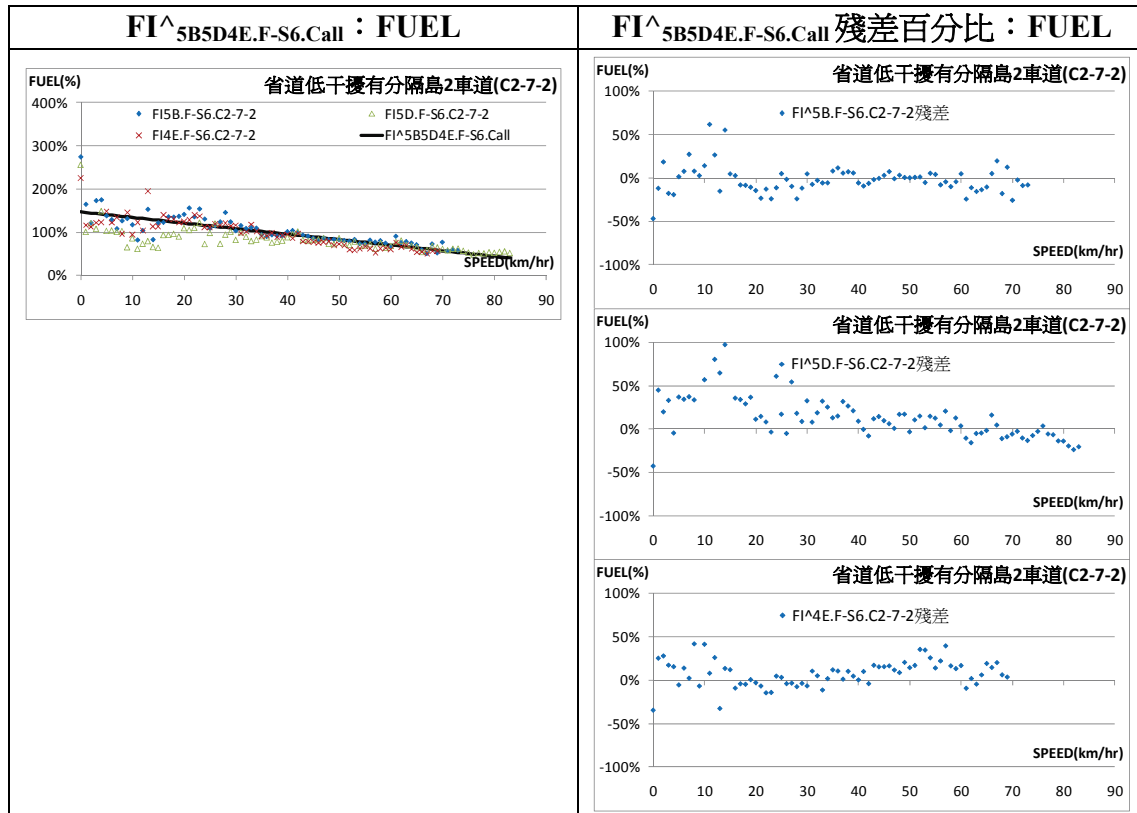 FI^5B5D4E.F-S6.Call：FUEL
FI^5B5D4E.F-S6.Call 殘差百分比：FUEL
FUEL(%)
省道低干擾有分隔島2車道(C2-7-2)
400%
FI5B.F-S6.C2-7-2
FI5D.F-S6.C2-7-2
FI4E.F-S6.C2-7-2
FI^5B5D4E.F-S6.Call
300%
200%
100%
SPEED(km/hr)
0%
0 10 20 30 40 50 60 70 80 90
FUEL(%)
省道低干擾有分隔島2車道(C2-7-2)
100%
FI^5B.F-S6.C2-7-2殘差
50%
0%
-50%
SPEED(km/hr)
-100%
0 10 20 30 40 50 60 70 80 90
FUEL(%)
省道低干擾有分隔島2車道(C2-7-2)
100%
FI^5D.F-S6.C2-7-2殘差
50%
0%
-50%
SPEED(km/hr)
-100%
0 10 20 30 40 50 60 70 80 90
FUEL(%)
省道低干擾有分隔島2車道(C2-7-2)
100%
FI^4E.F-S6.C2-7-2殘差
50%
0%
-50%
SPEED(km/hr)
-100%
0 10 20 30 40 50 60 70 80 90